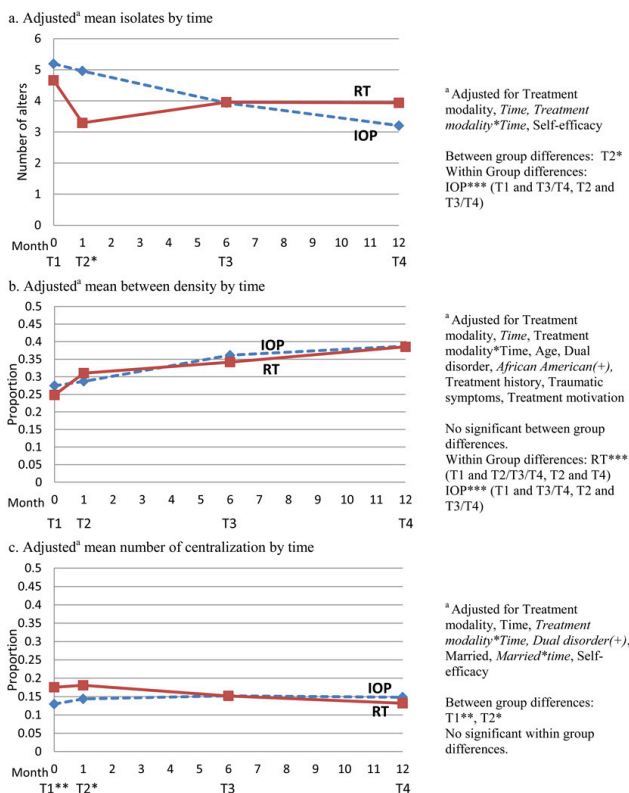 a. Adjustedᵃ mean isolates by time
6
5
4
3
2
1
0
Number of alters
RT
IOP
Month 0 1 2 3 4 5 6 7 8 9 10 11 12
T1 T2* T3 T4
ᵃ Adjusted for Treatment
modality, Time, Treatment
modality*Time, Self-efficacy
Between group differences: T2*
Within Group differences:
IOP*** (T1 and T3/T4, T2 and
T3/T4)
b. Adjustedᵃ mean between density by time
0.5
0.45
0.4
0.35
0.3
0.25
0.2
0.15
0.1
0.05
0
Proportion
IOP
RT
Month 0 1 2 3 4 5 6 7 8 9 10 11 12
T1 T2 T3 T4
ᵃ Adjusted for Treatment
modality, Time, Treatment
modality*Time, Age, Dual
disorder, African American(+),
Treatment history, Traumatic
symptoms, Treatment motivation
No significant between group
differences.
Within Group differences: RT***
(T1 and T2/T3/T4, T2 and T4)
IOP*** (T1 and T3/T4, T2 and
T3/T4)
c. Adjustedᵃ mean number of centralization by time
0.5
0.45
0.4
0.35
0.3
0.25
0.2
0.15
0.1
0.05
0
Proportion
IOP
RT
Month 0 1 2 3 4 5 6 7 8 9 10 11 12
T1** T2* T3 T4
ᵃ Adjusted for Treatment
modality, Time, Treatment
modality*Time, Dual disorder(+),
Married, Married*time, Self-
efficacy
Between group differences:
T1**, T2*
No significant within group
differences.